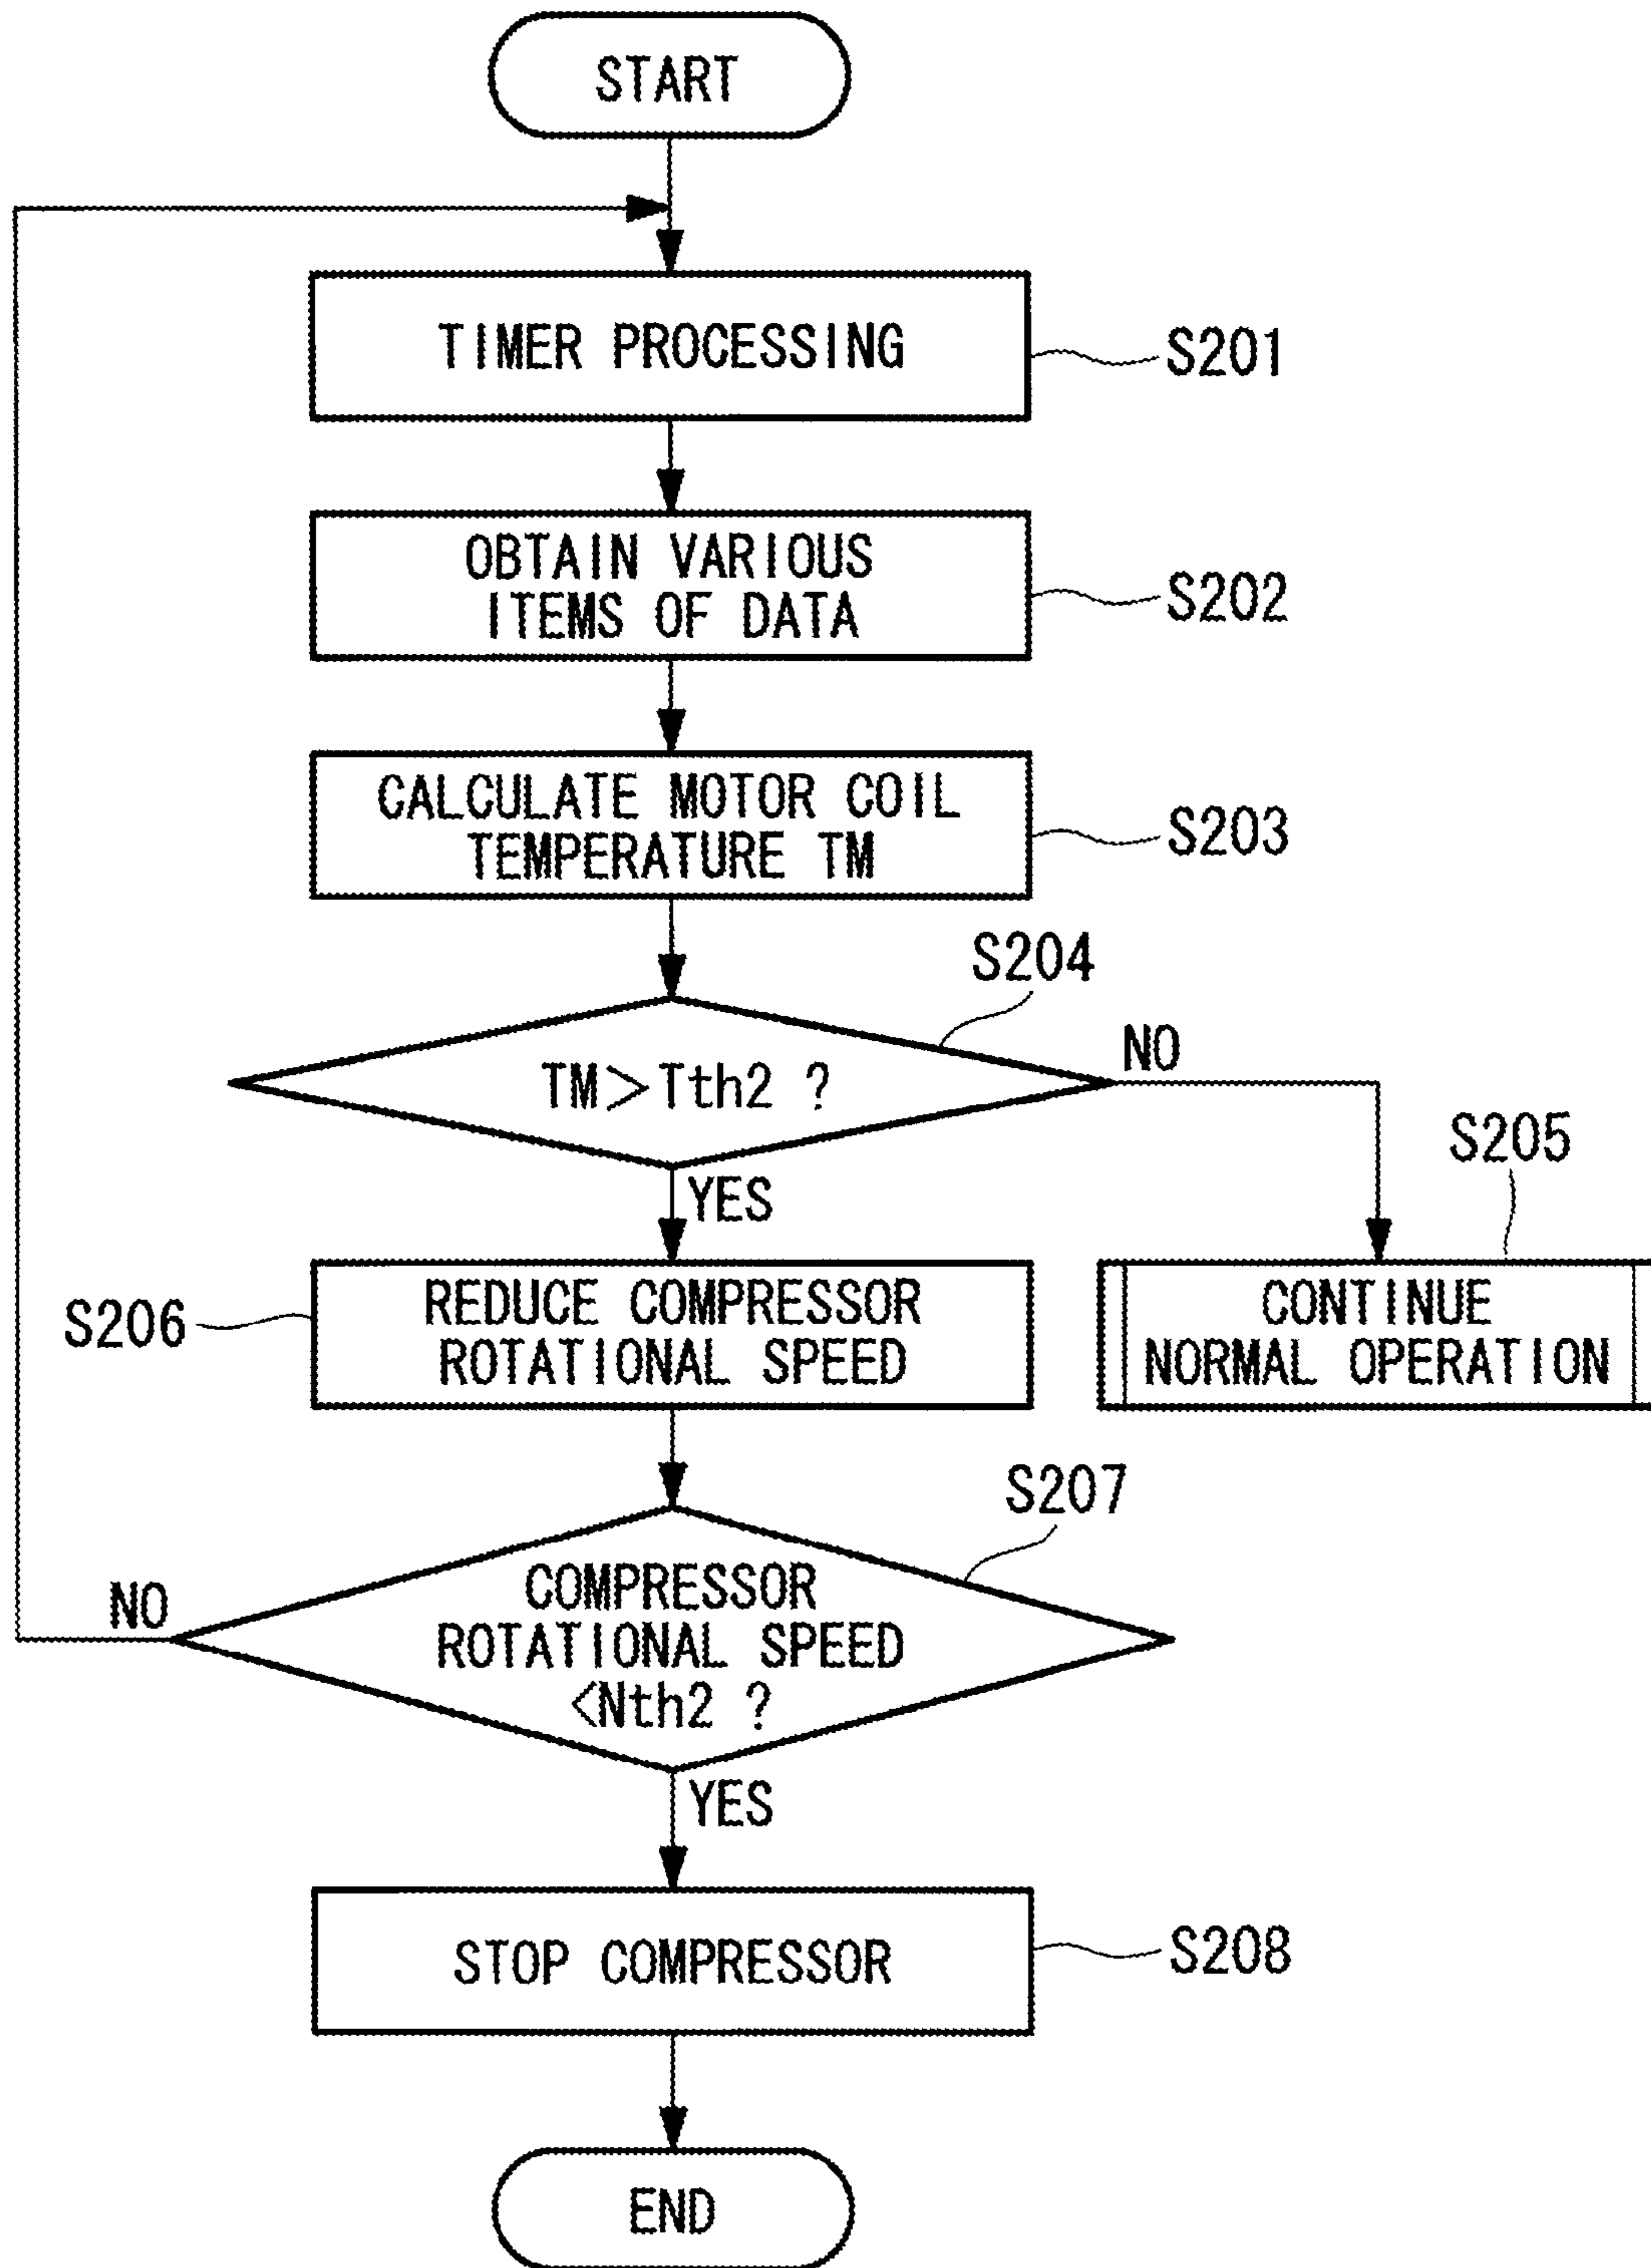 START
TIMER PROCESSING
S201
OBTAIN VARIOUS
ITEMS OF DATA
S202
CALCULATE MOTOR COIL
TEMPERATURE TM
S203
S204
TM>Tth2 ?
NO
YES
S205
CONTINUE
NORMAL OPERATION
S206
REDUCE COMPRESSOR
ROTATIONAL SPEED
S207
COMPRESSOR
ROTATIONAL SPEED
<Nth2 ?
NO
YES
STOP COMPRESSOR
S208
END